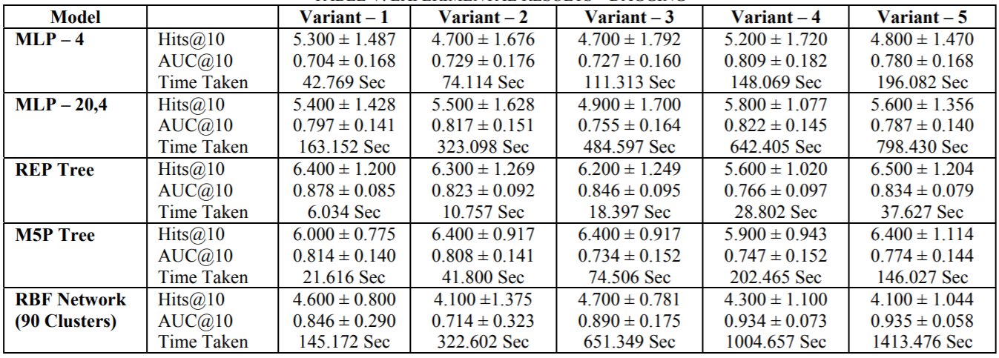 Model Variant – 1 Variant – 2 Variant – 3 Variant – 4 Variant – 5
MLP – 4 Hits@10 5.300 ± 1.487 4.700 ± 1.676 4.700 ± 1.792 5.200 ± 1.720 4.800 ± 1.470
AUC@10 0.704 ± 0.168 0.729 ± 0.176 0.727 ± 0.160 0.809 ± 0.182 0.780 ± 0.168
Time Taken 42.769 Sec 74.114 Sec 111.313 Sec 148.069 Sec 196.082 Sec
MLP – 20,4 Hits@10 5.400 ± 1.428 5.500 ± 1.628 4.900 ± 1.700 5.800 ± 1.077 5.600 ± 1.356
AUC@10 0.797 ± 0.141 0.817 ± 0.151 0.755 ± 0.164 0.822 ± 0.145 0.787 ± 0.140
Time Taken 163.152 Sec 323.098 Sec 484.597 Sec 642.405 Sec 798.430 Sec
REP Tree Hits@10 6.400 ± 1.200 6.300 ± 1.269 6.200 ± 1.249 5.600 ± 1.020 6.500 ± 1.204
AUC@10 0.878 ± 0.085 0.823 ± 0.092 0.846 ± 0.095 0.766 ± 0.097 0.834 ± 0.079
Time Taken 6.034 Sec 10.757 Sec 18.397 Sec 28.802 Sec 37.627 Sec
M5P Tree Hits@10 6.000 ± 0.775 6.400 ± 0.917 6.400 ± 0.917 5.900 ± 0.943 6.400 ± 1.114
AUC@10 0.814 ± 0.140 0.808 ± 0.141 0.734 ± 0.152 0.747 ± 0.152 0.774 ± 0.144
Time Taken 21.616 Sec 41.800 Sec 74.506 Sec 202.465 Sec 146.027 Sec
RBF Network Hits@10 4.600 ± 0.800 4.100 ±1.375 4.700 ± 0.781 4.300 ± 1.100 4.100 ± 1.044
(90 Clusters) AUC@10 0.846 ± 0.290 0.714 ± 0.323 0.890 ± 0.175 0.934 ± 0.073 0.935 ± 0.058
Time Taken 145.172 Sec 322.602 Sec 651.349 Sec 1004.657 Sec 1413.476 Sec